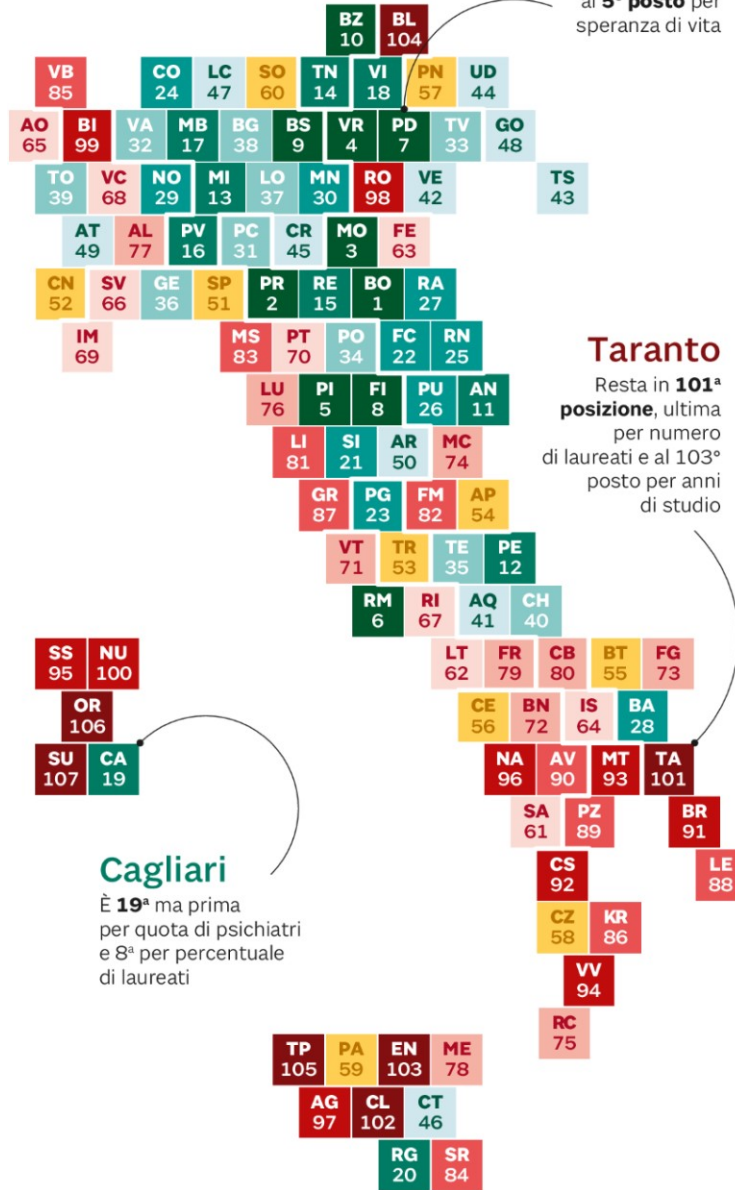 al 5° posto per
speranza di vita
BZ BL
10 104
VB CO LC SO TN VI PN UD
85 24 47 60 14 18 57 44
AO BI VA MB BG BS VR PD TV GO
65 99 32 17 38 9 4 7 33 48
TO VC NO MI LO MN RO VE TS
39 68 29 13 37 30 98 42 43
AT AL PV PC CR MO FE
49 77 16 31 45 3 63
CN SV GE SP PR RE BO RA
52 66 36 51 2 15 1 27
IM MS PT PO FC RN
69 83 70 34 22 25
LU PI FI PU AN
76 5 8 26 11
LI SI AR MC
81 21 50 74
GR PG FM AP
87 23 82 54
VT TR TE PE
71 53 35 12
RM RI AQ CH
6 67 41 40
Taranto
Resta in 101ª
posizione, ultima
per numero
di laureati e al 103°
posto per anni
di studio
SS NU LT FR CB BT FG
95 100 62 79 80 55 73
OR CE BN IS BA
106 56 72 64 28
SU CA NA AV MT TA
107 19 96 90 93 101
SA PZ BR
61 89 91
CS LE
92 88
CZ KR
58 86
VV
94
RC
75
Cagliari
È 19ª ma prima
per quota di psichiatri
e 8ª per percentuale
di laureati
TP PA EN ME
105 59 103 78
AG CL CT
97 102 46
RG SR
20 84